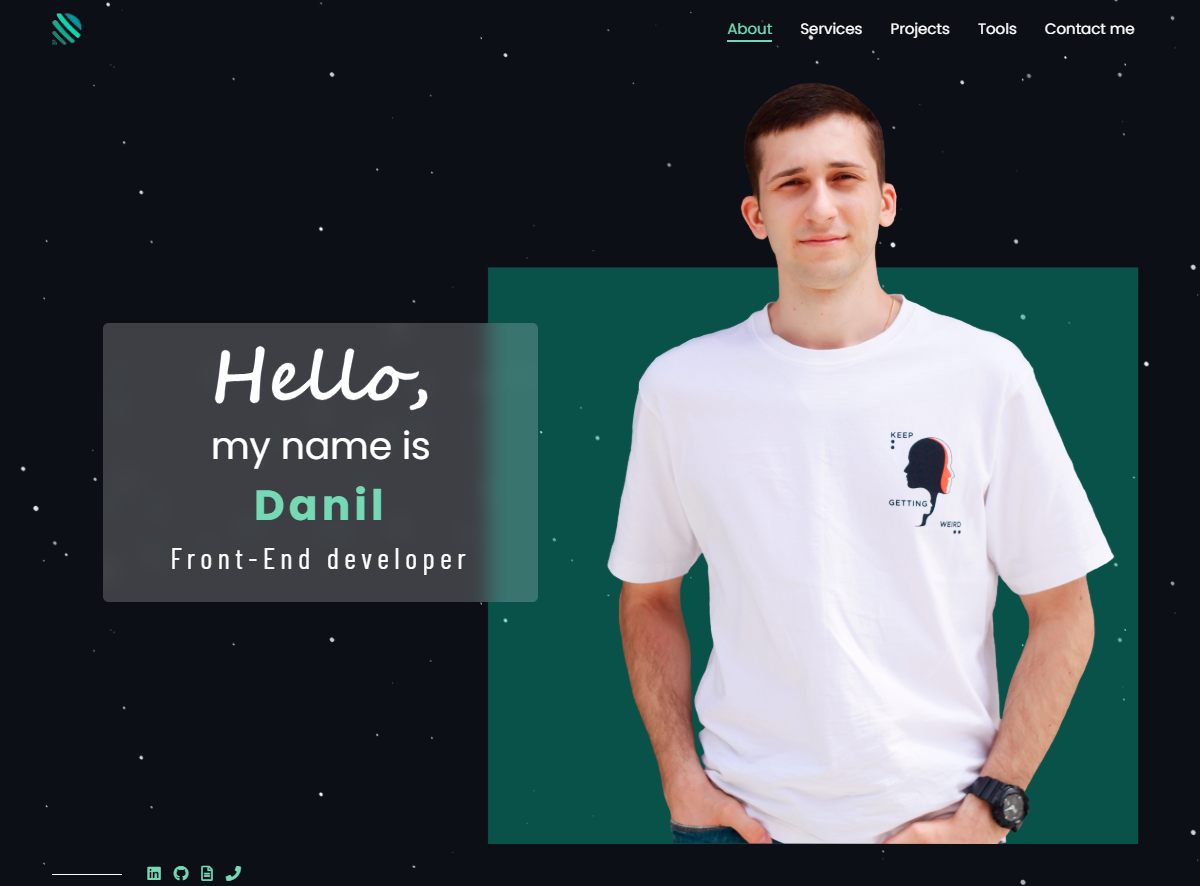 About Services Projects Tools Contact me
Hello,
my name is
Danil
Front-End developer
KEEP
GETTING
WEIRD